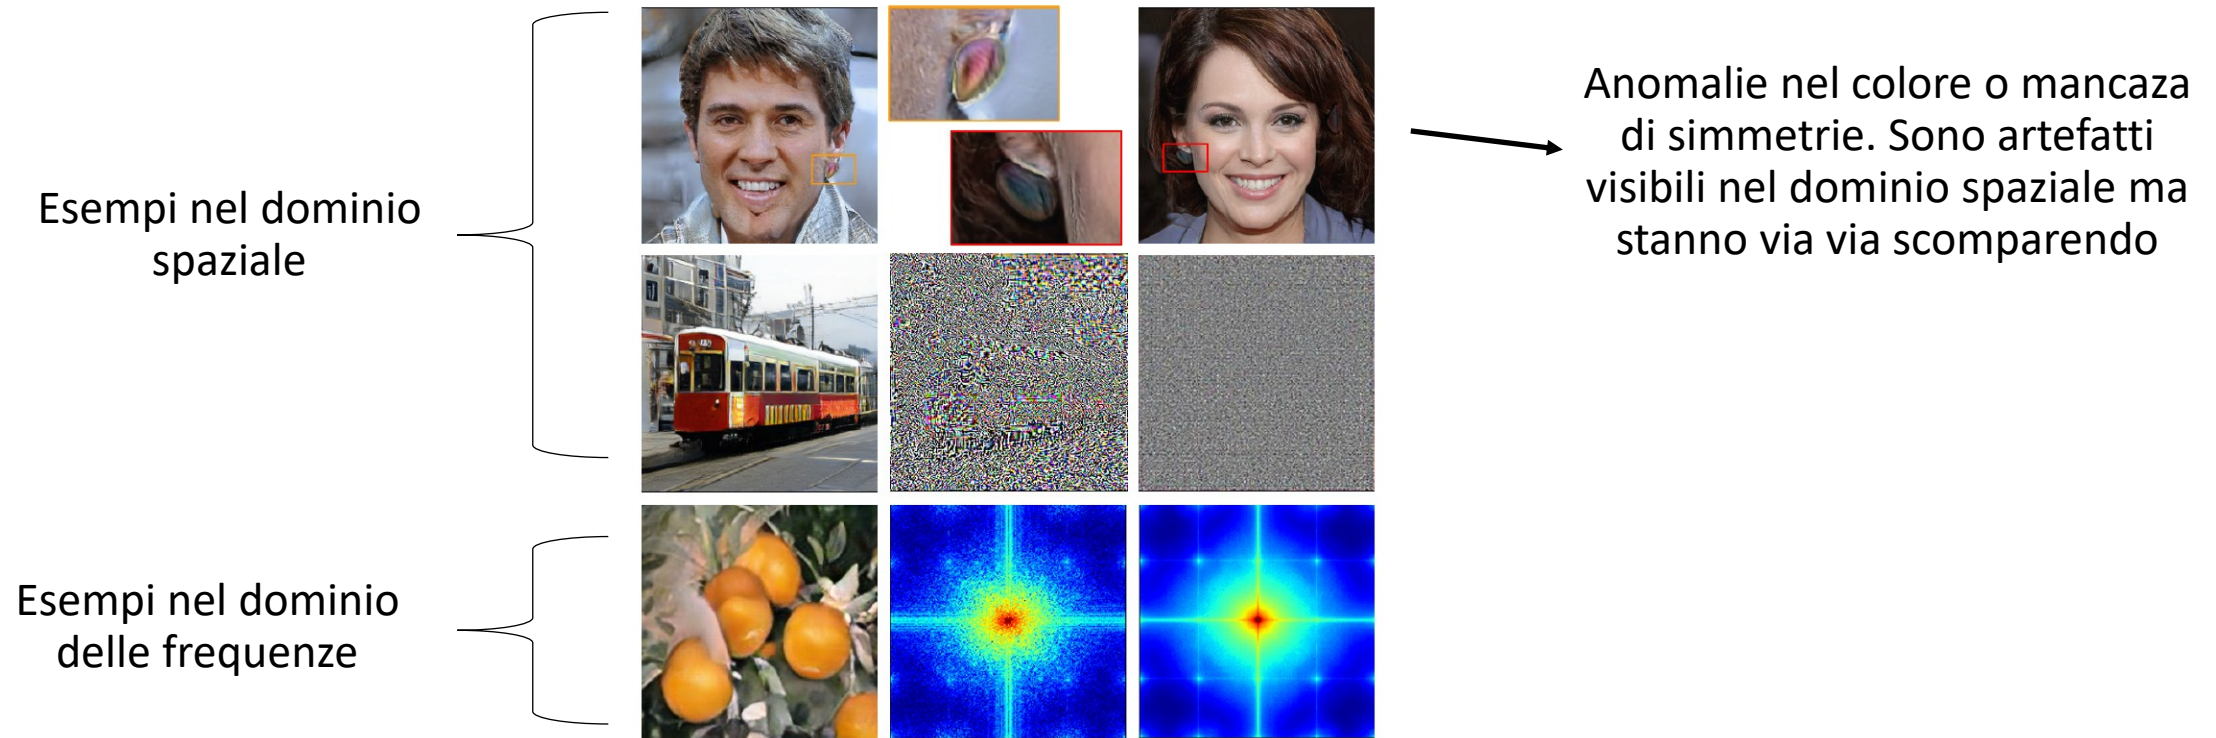 Esempi nel dominio
spaziale
Anomalie nel colore o mancaza
di simmetrie. Sono artefatti
visibili nel dominio spaziale ma
stanno via via scomparendo
Esempi nel dominio
delle frequenze